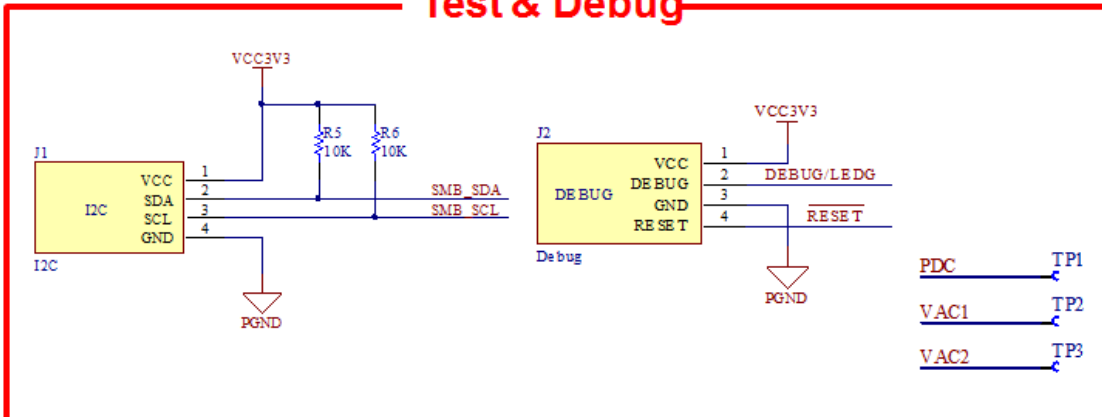 Test & Debug
VCC3V3
R5
10K
R6
10K
J1
I2C
VCC 1
SDA 2
SCL 3
GND 4
SMB_SDA
SMB_SCL
I2C
PGND
VCC3V3
J2
DEBUG
VCC 1
DEBUG 2
GND 3
RESET 4
DEBUG/LEDG
RESET
Debug
PGND
PDC TP1
VAC1 TP2
VAC2 TP3